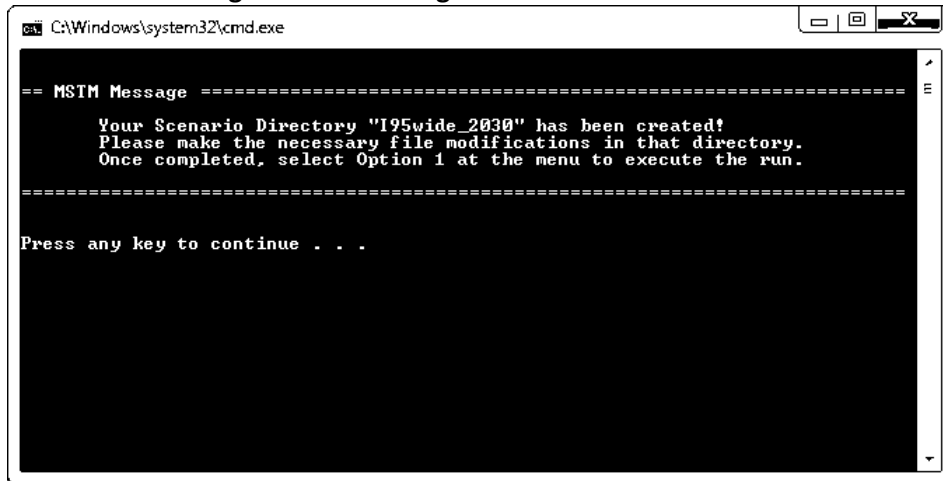 C:\Windows\system32\cmd.exe
== MSTM Message ===============================================================
Your Scenario Directory "I95wide_2030" has been created!
Please make the necessary file modifications in that directory.
Once completed, select Option 1 at the menu to execute the run.
===============================================================================
Press any key to continue . . .